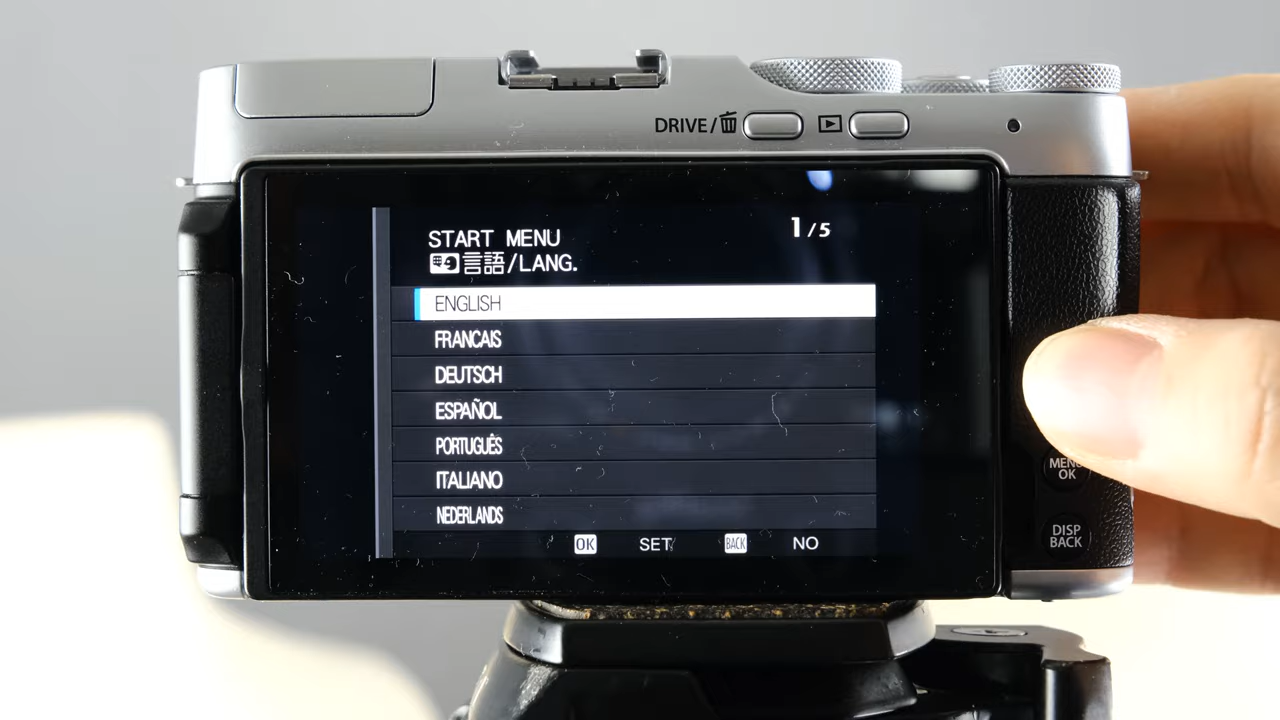 DRIVE/
START MENU
1/5
言語/LANG.
ENGLISH
FRANCAIS
DEUTSCH
ESPAÑOL
PORTUGUÊS
ITALIANO
NEDERLANDS
OK SET BACK NO
MENU
OK
DISP
BACK